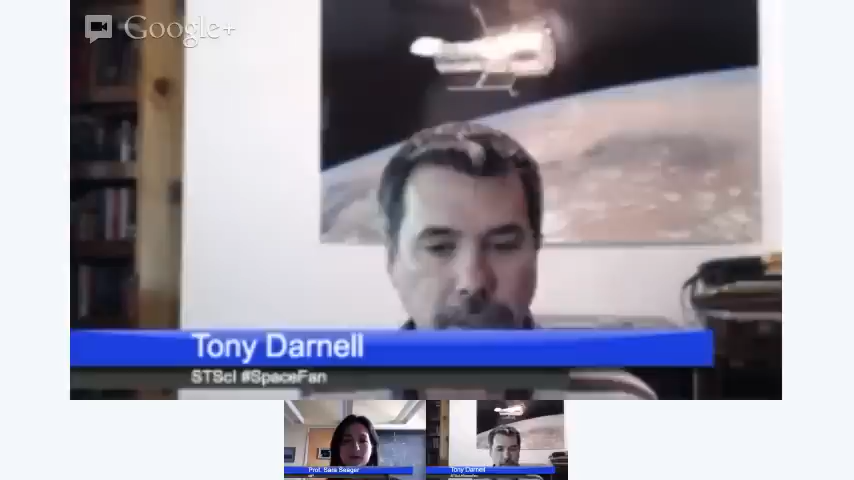 Google+
Tony Darnell
STScI #SpaceFan
Prof. Sara Seager
Tony Darnell